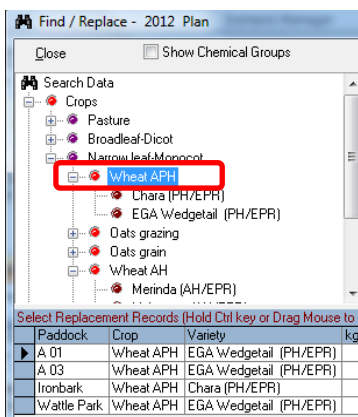 Find / Replace - 2012 Plan
Close Show Chemical Groups
Search Data
Crops
Pasture
Broadleaf-Dicot
Narrow leaf-Monocot
Wheat APH
Chara (PH/EPR)
EGA Wedgetail (PH/EPR)
Oats grazing
Oats grain
Wheat AH
Merinda (AH/EPR)
Select Replacement Records (Hold Ctrl key or Drag Mouse to
Paddock Crop Variety kg
A 01 Wheat APH EGA Wedgetail (PH/EPR)
A 03 Wheat APH EGA Wedgetail (PH/EPR)
Ironbark Wheat APH Chara (PH/EPR)
Wattle Park Wheat APH EGA Wedgetail (PH/EPR)